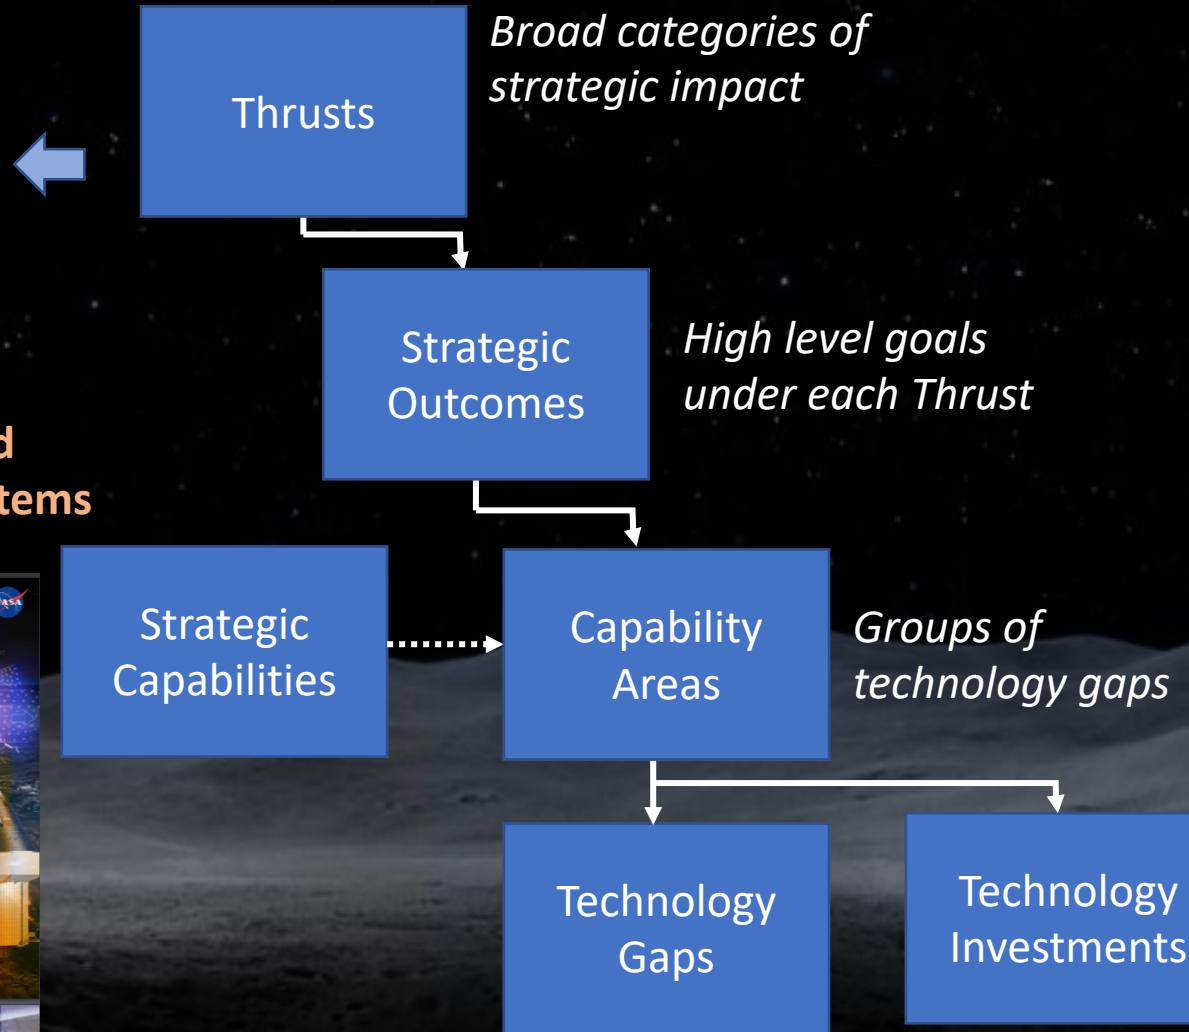 Broad categories of
strategic impact
Thrusts
Strategic
Outcomes
High level goals
under each Thrust
Strategic
Capabilities
Capability
Areas
Groups of
technology gaps
Technology
Gaps
Technology
Investments
NASA